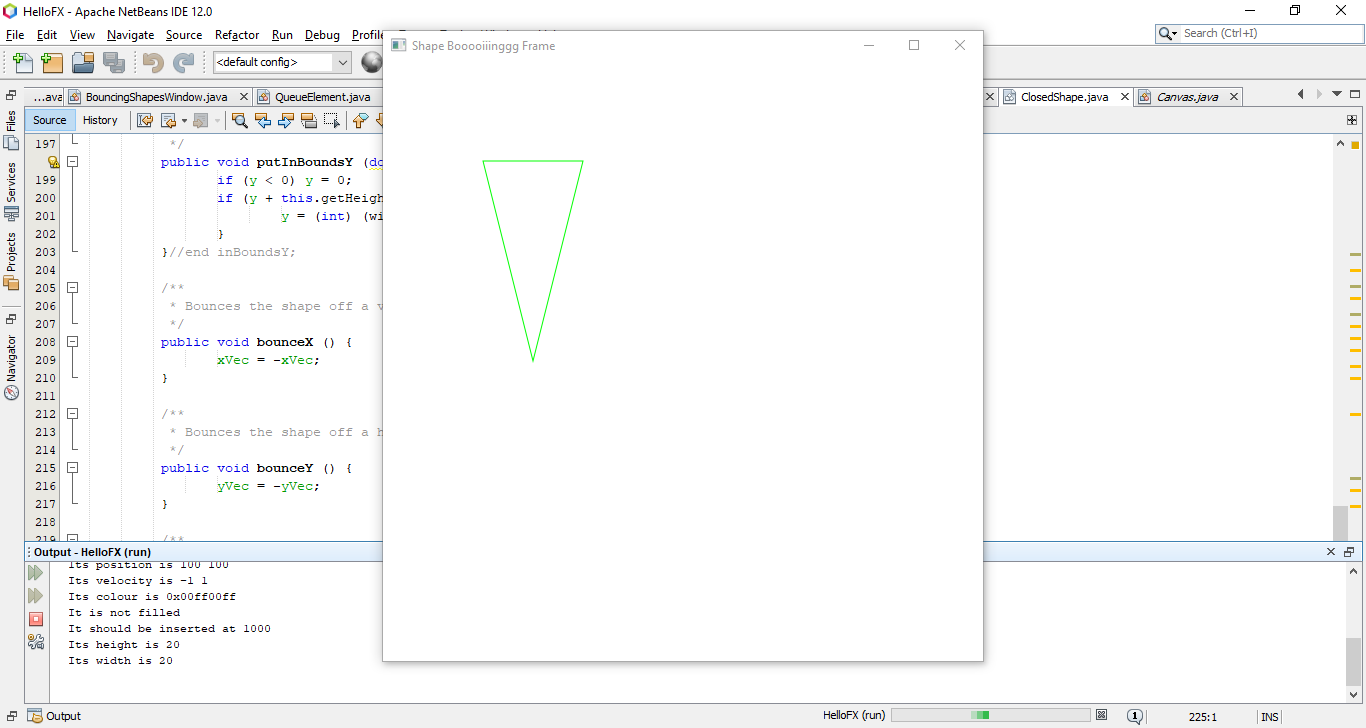 HelloFX - Apache NetBeans IDE 12.0
File Edit View Navigate Source Refactor Run Debug Profile
Search (Ctrl+I)
<default config>
Shape Booooiiinggg Frame
...ava BouncingShapesWindow.java QueueElement.java ClosedShape.java Canvas.java
Source History
Files
Services
Projects
Navigator
197 */
public void putInBoundsY (do
199 if (y < 0) y = 0;
200 if (y + this.getHeigh
201 y = (int) (wi
202 }
203 }//end inBoundsY;
204
205 /**
206 * Bounces the shape off a v
207 */
208 public void bounceX () {
209 xVec = -xVec;
210 }
211
212 /**
213 * Bounces the shape off a h
214 */
215 public void bounceY () {
216 yVec = -yVec;
217 }
218
219 /**
Output - HelloFX (run)
Its position is 100 100
Its velocity is -1 1
Its colour is 0x00ff00ff
It is not filled
It should be inserted at 1000
Its height is 20
Its width is 20
Output
HelloFX (run)
1
225:1
INS